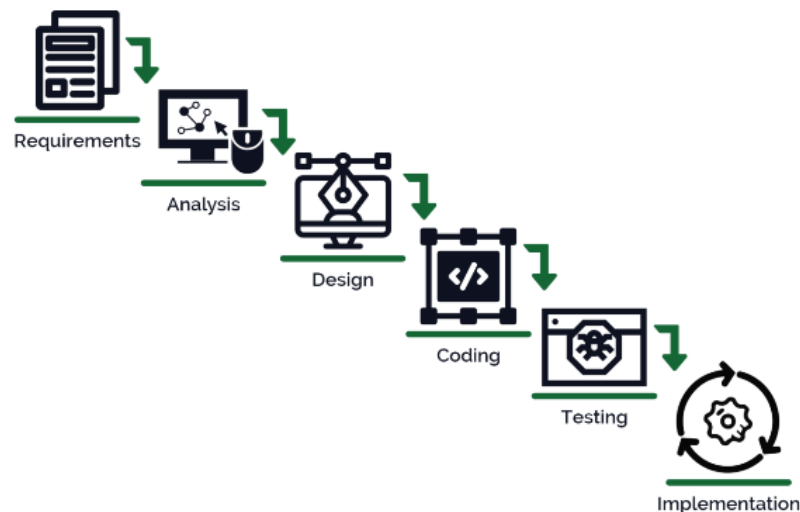 Requirements
Analysis
Design
</>
Coding
Testing
Implementation